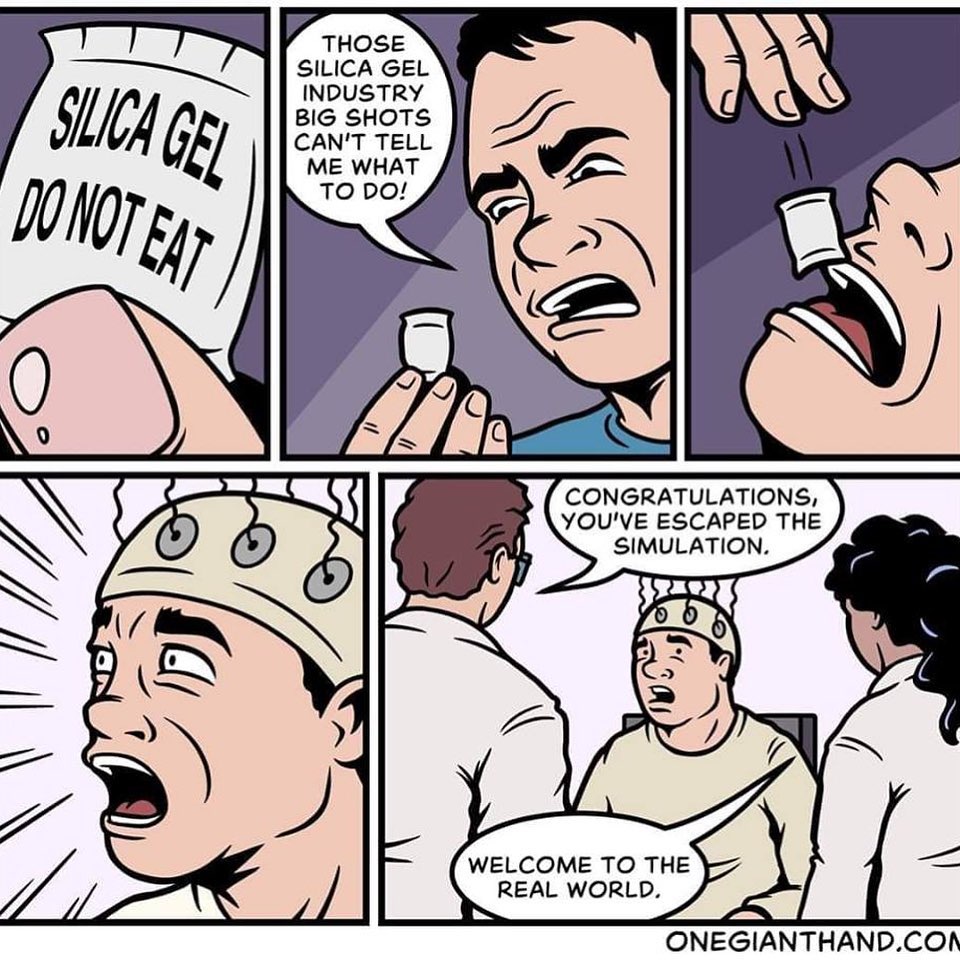 SILICA GEL
DO NOT EAT
THOSE
SILICA GEL
INDUSTRY
BIG SHOTS
CAN'T TELL
ME WHAT
TO DO!
CONGRATULATIONS,
YOU'VE ESCAPED THE
SIMULATION.
WELCOME TO THE
REAL WORLD.
ONEGIANTHAND.COM